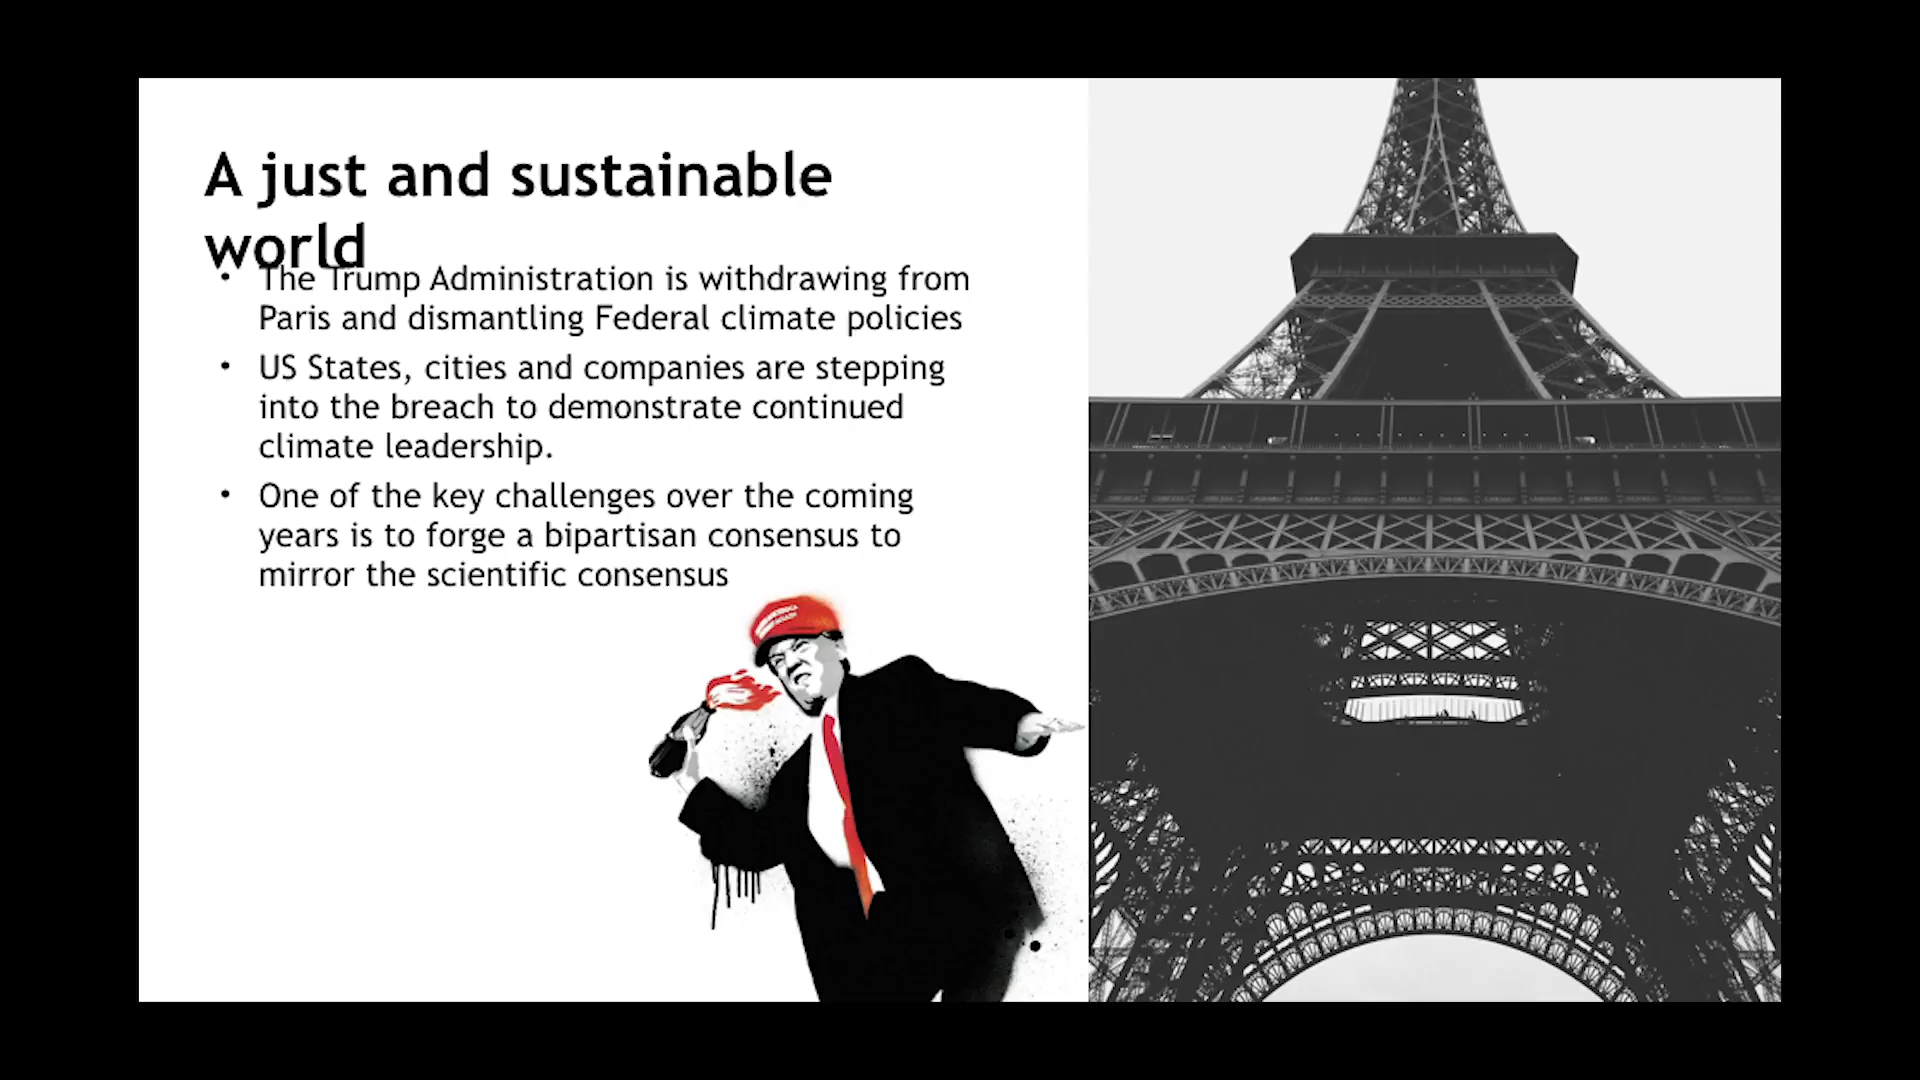 A just and sustainable
world
• The Trump Administration is withdrawing from
Paris and dismantling Federal climate policies
• US States, cities and companies are stepping
into the breach to demonstrate continued
climate leadership.
• One of the key challenges over the coming
years is to forge a bipartisan consensus to
mirror the scientific consensus